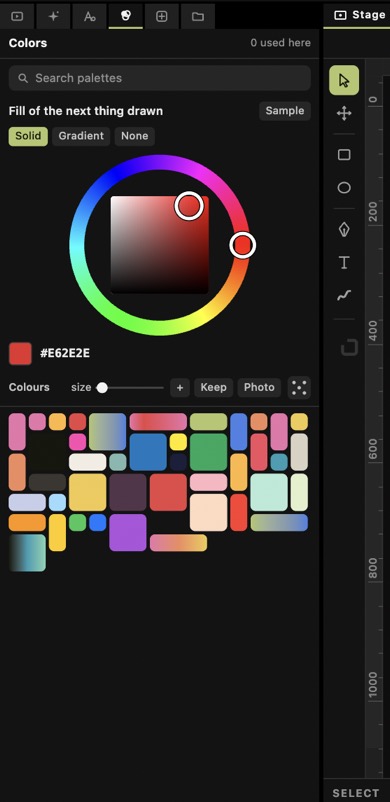 Stage
Colors
0 used here
Search palettes
Fill of the next thing drawn
Sample
Solid
Gradient
None
#E62E2E
Colours
size
+
Keep
Photo
0
200
400
600
800
1000
SELECT